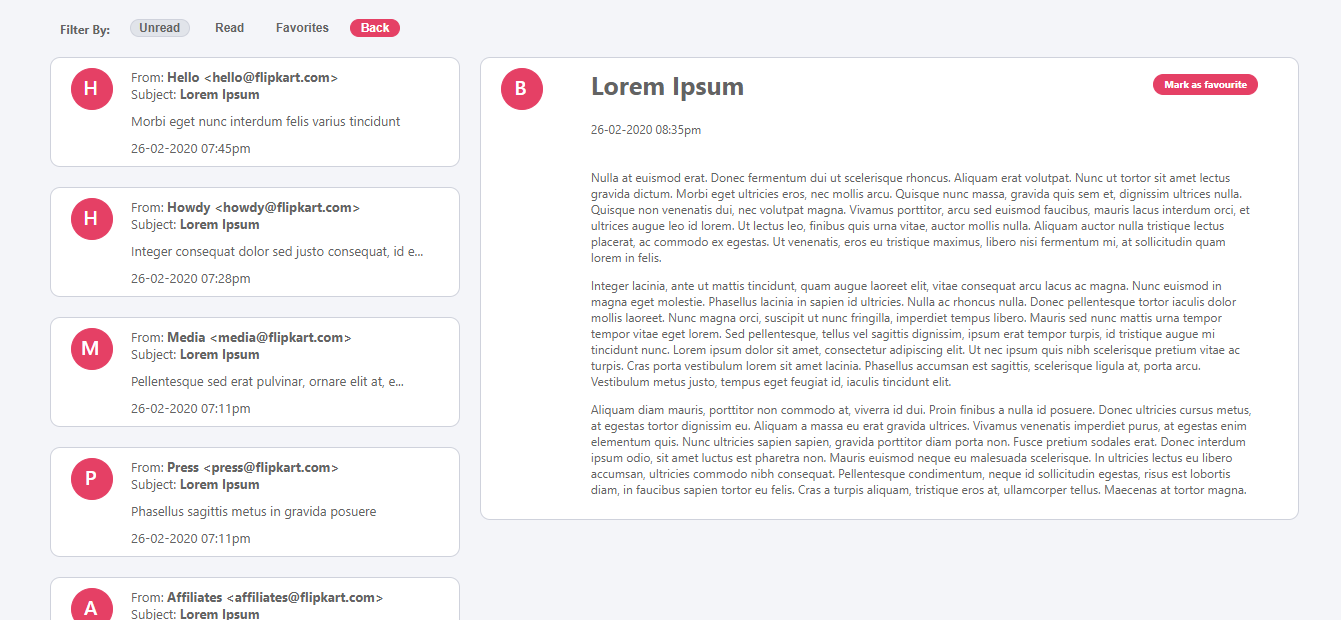 Filter By: Unread Read Favorites Back
H
From: Hello <hello@flipkart.com>
Subject: Lorem Ipsum
Morbi eget nunc interdum felis varius tincidunt
26-02-2020 07:45pm
H
From: Howdy <howdy@flipkart.com>
Subject: Lorem Ipsum
Integer consequat dolor sed justo consequat, id e...
26-02-2020 07:28pm
M
From: Media <media@flipkart.com>
Subject: Lorem Ipsum
Pellentesque sed erat pulvinar, ornare elit at, e...
26-02-2020 07:11pm
P
From: Press <press@flipkart.com>
Subject: Lorem Ipsum
Phasellus sagittis metus in gravida posuere
26-02-2020 07:11pm
A
From: Affiliates <affiliates@flipkart.com>
Subject: Lorem Ipsum
B
Lorem Ipsum
Mark as favourite
26-02-2020 08:35pm
Nulla at euismod erat. Donec fermentum dui ut scelerisque rhoncus. Aliquam erat volutpat. Nunc ut tortor sit amet lectus
gravida dictum. Morbi eget ultricies eros, nec mollis arcu. Quisque nunc massa, gravida quis sem et, dignissim ultrices nulla.
Quisque non venenatis dui, nec volutpat magna. Vivamus porttitor, arcu sed euismod faucibus, mauris lacus interdum orci, et
ultrices augue leo id lorem. Ut lectus leo, finibus quis urna vitae, auctor mollis nulla. Aliquam auctor nulla tristique lectus
placerat, ac commodo ex egestas. Ut venenatis, eros eu tristique maximus, libero nisi fermentum mi, at sollicitudin quam
lorem in felis.
Integer lacinia, ante ut mattis tincidunt, quam augue laoreet elit, vitae consequat arcu lacus ac magna. Nunc euismod in
magna eget molestie. Phasellus lacinia in sapien id ultricies. Nulla ac rhoncus nulla. Donec pellentesque tortor iaculis dolor
mollis laoreet. Nunc magna orci, suscipit ut nunc fringilla, imperdiet tempus libero. Mauris sed nunc mattis urna tempor
tempor vitae eget lorem. Sed pellentesque, tellus vel sagittis dignissim, ipsum erat tempor turpis, id tristique augue mi
tincidunt nunc. Lorem ipsum dolor sit amet, consectetur adipiscing elit. Ut nec ipsum quis nibh scelerisque pretium vitae ac
turpis. Cras porta vestibulum lorem sit amet lacinia. Phasellus accumsan est sagittis, scelerisque ligula at, porta arcu.
Vestibulum metus justo, tempus eget feugiat id, iaculis tincidunt elit.
Aliquam diam mauris, porttitor non commodo at, viverra id dui. Proin finibus a nulla id posuere. Donec ultricies cursus metus,
at egestas tortor dignissim eu. Aliquam a massa eu erat gravida ultrices. Vivamus venenatis imperdiet purus, at egestas enim
elementum quis. Nunc ultricies sapien sapien, gravida porttitor diam porta non. Fusce pretium sodales erat. Donec interdum
ipsum odio, sit amet luctus est pharetra non. Mauris euismod neque eu malesuada scelerisque. In ultricies lectus eu libero
accumsan, ultricies commodo nibh consequat. Pellentesque condimentum, neque id sollicitudin egestas, risus est lobortis
diam, in faucibus sapien tortor eu felis. Cras a turpis aliquam, tristique eros at, ullamcorper tellus. Maecenas at tortor magna.